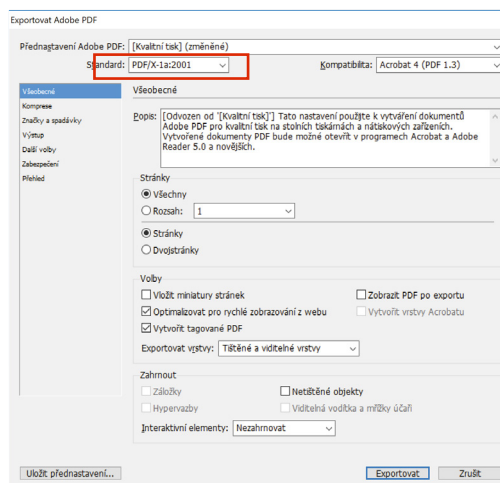 Exportovat Adobe PDF
Přednastavení Adobe PDF: [Kvalitní tisk] (změněné)
Standard: PDF/X-1a:2001 Kompatibilita: Acrobat 4 (PDF 1.3)
Všeobecné
Komprese
Značky a spadávky
Výstup
Další volby
Zabezpečení
Přehled
Všeobecné
Popis: [Odvozen od '[Kvalitní tisk]'] Tato nastavení použijte k vytváření dokumentů
Adobe PDF pro kvalitní tisk na stolních tiskárnách a nátiskových zařízeních.
Vytvořené dokumenty PDF bude možné otevřít v programech Acrobat a Adobe
Reader 5.0 a novějších.
Stránky
Všechny
Rozsah: 1
Stránky
Dvojstránky
Volby
Vložit miniatury stránek Zobrazit PDF po exportu
Optimalizovat pro rychlé zobrazování z webu Vytvořit vrstvy Acrobatu
Vytvořit tagované PDF
Exportovat vrstvy: Tištěné a viditelné vrstvy
Zahrnout
Záložky Netištěné objekty
Hypervazby Viditelná vodítka a mřížky účaří
Interaktivní elementy: Nezahrnovat
Uložit přednastavení... Exportovat Zrušit